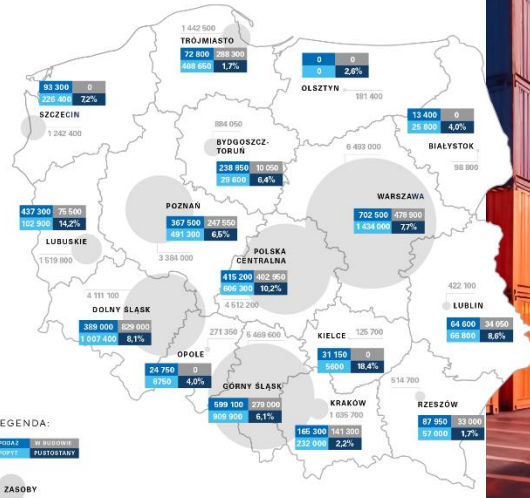 1 442 500
TRÓJMIASTO
72 800 288 300
468 650 1,7%
0 0
0 2,6%
OLSZTYN
181 400
93 300 0
226 400 7,2%
SZCZECIN
1 242 400
884 050
BYDGOSZCZ-
TORUŃ
238 850 10 050
29 600 6,4%
13 400 0
25 800 4,0%
BIAŁYSTOK
98 800
6 493 000
WARSZAWA
702 500 478 900
1 434 000 7,7%
437 300 75 500
102 900 14,2%
LUBUSKIE
1 519 800
POZNAŃ
367 500 247 550
491 300 6,5%
3 384 000
POLSKA
CENTRALNA
415 200 402 950
606 300 10,2%
4 512 200
4 111 100
DOLNY ŚLĄSK
389 000 829 000
1 007 400 8,1%
422 100
LUBLIN
64 600 34 050
66 800 8,6%
271 350
OPOLE
24 750 0
8750 4,0%
5 469 600
GÓRNY ŚLĄSK
599 100 279 000
909 900 6,1%
KIELCE
125 700
31 150 0
5600 18,4%
KRAKÓW
1 035 700
165 300 141 300
232 000 2,2%
514 700
RZESZÓW
87 950 33 000
57 000 1,7%
EGENDA:
PODAŻ W BUDOWIE
POPYT PUSTOSTANY
ZASOBY